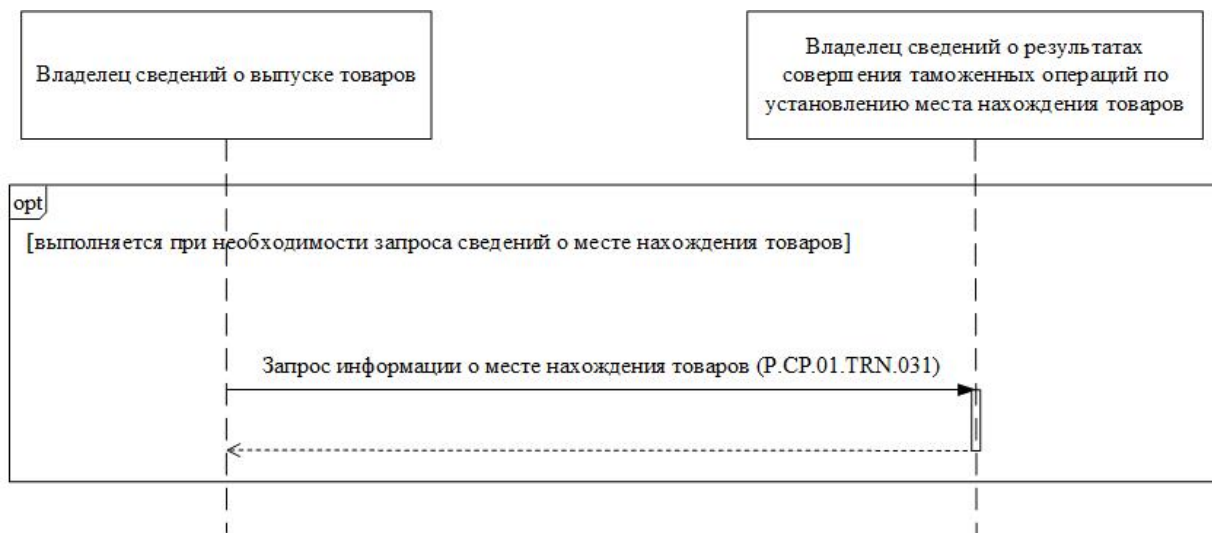 Владелец сведений о выпуске товаров
Владелец сведений о результатах
совершения таможенных операций по
установлению места нахождения товаров
opt
[выполняется при необходимости запроса сведений о месте нахождения товаров]
Запрос информации о месте нахождения товаров (P.CP.01.TRN.031)